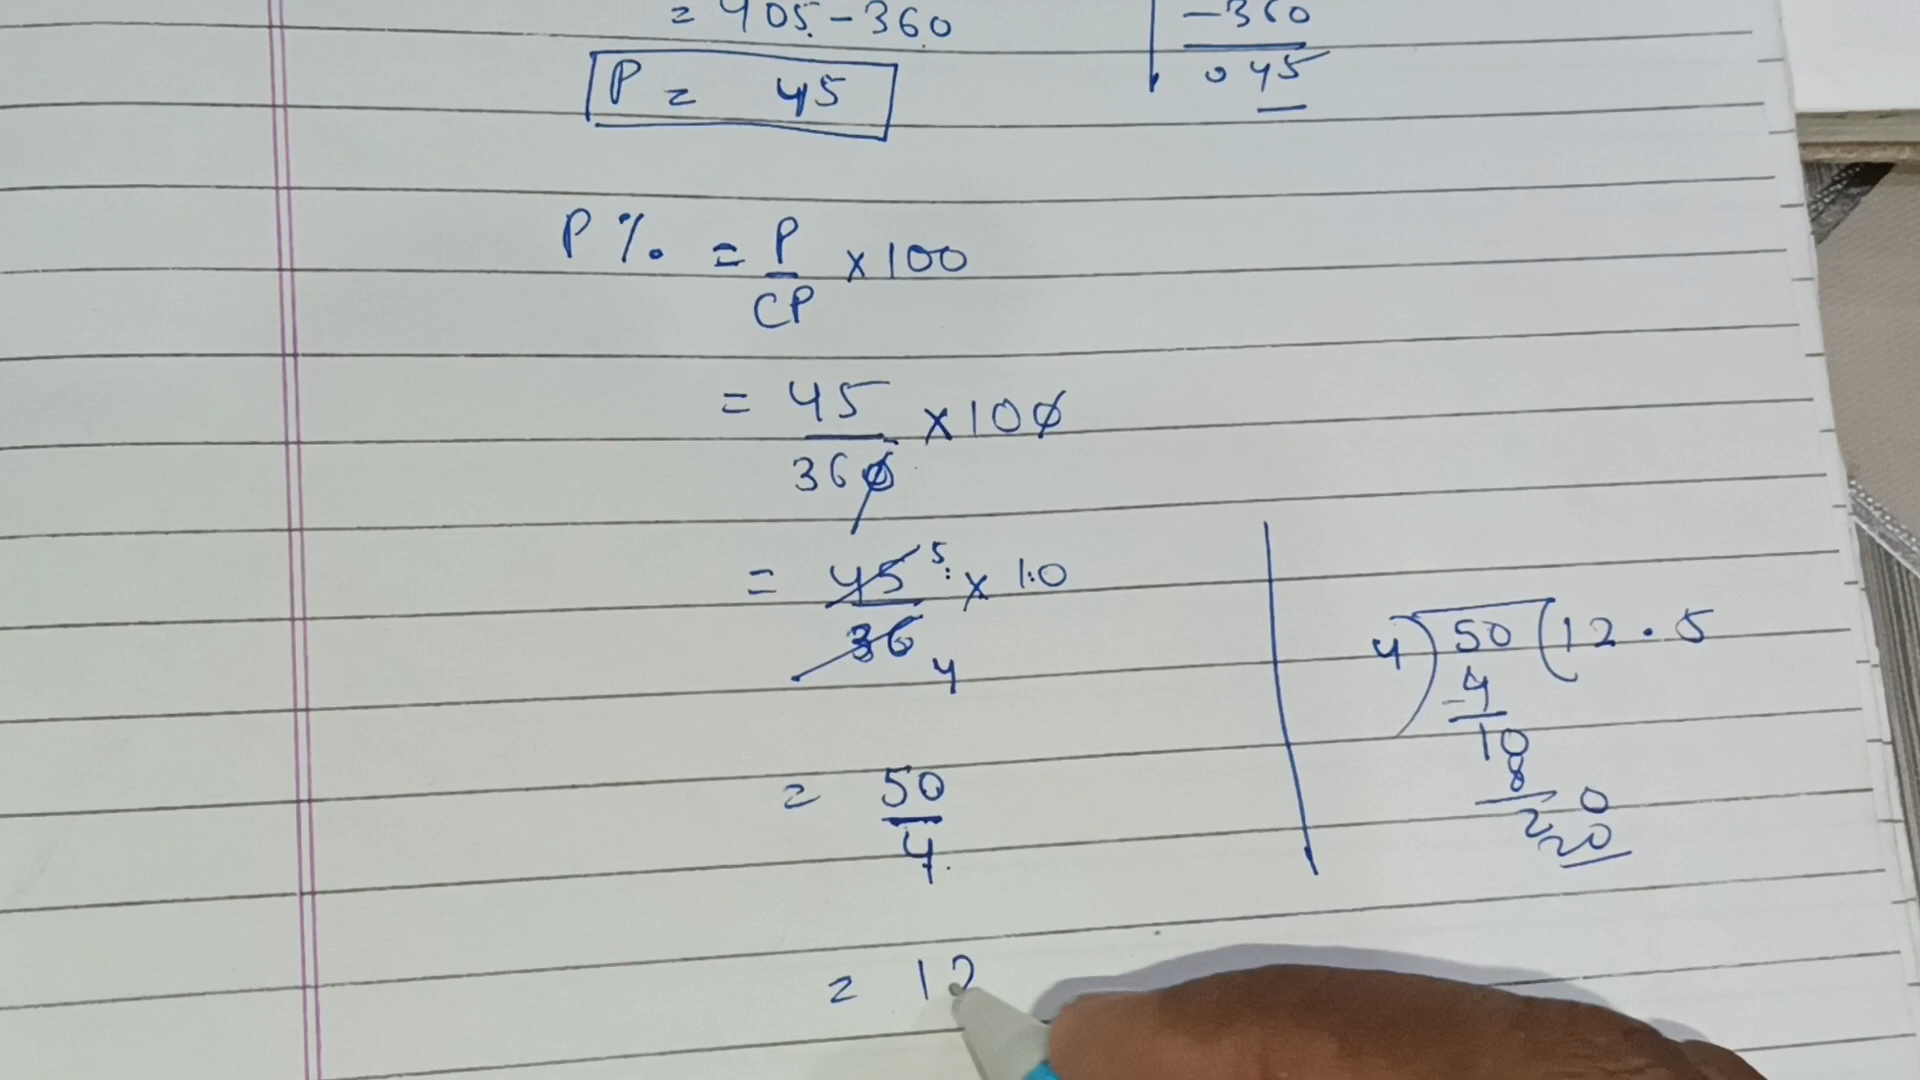 = 405 - 360
P = 45
- 360
045
P % = P/CP × 100
= 45/360 × 100
= 45/36 5/4 × 10
= 50/4
= 12
4 ) 50 ( 12.5
- 4
10
8
20
20